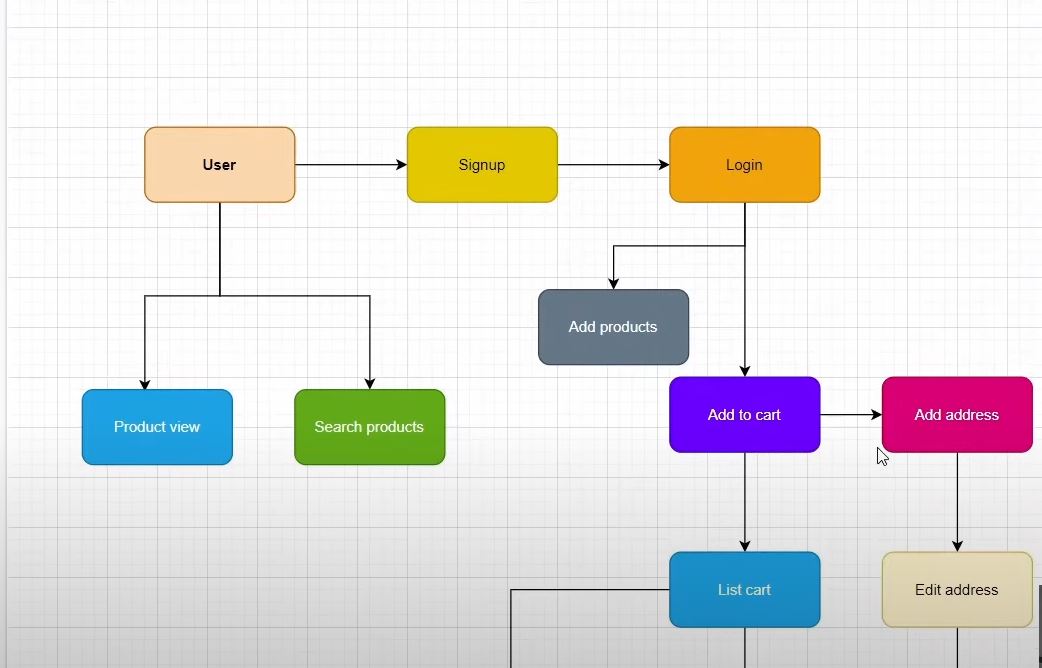 User
Signup
Login
Add products
Product view
Search products
Add to cart
Add address
List cart
Edit address